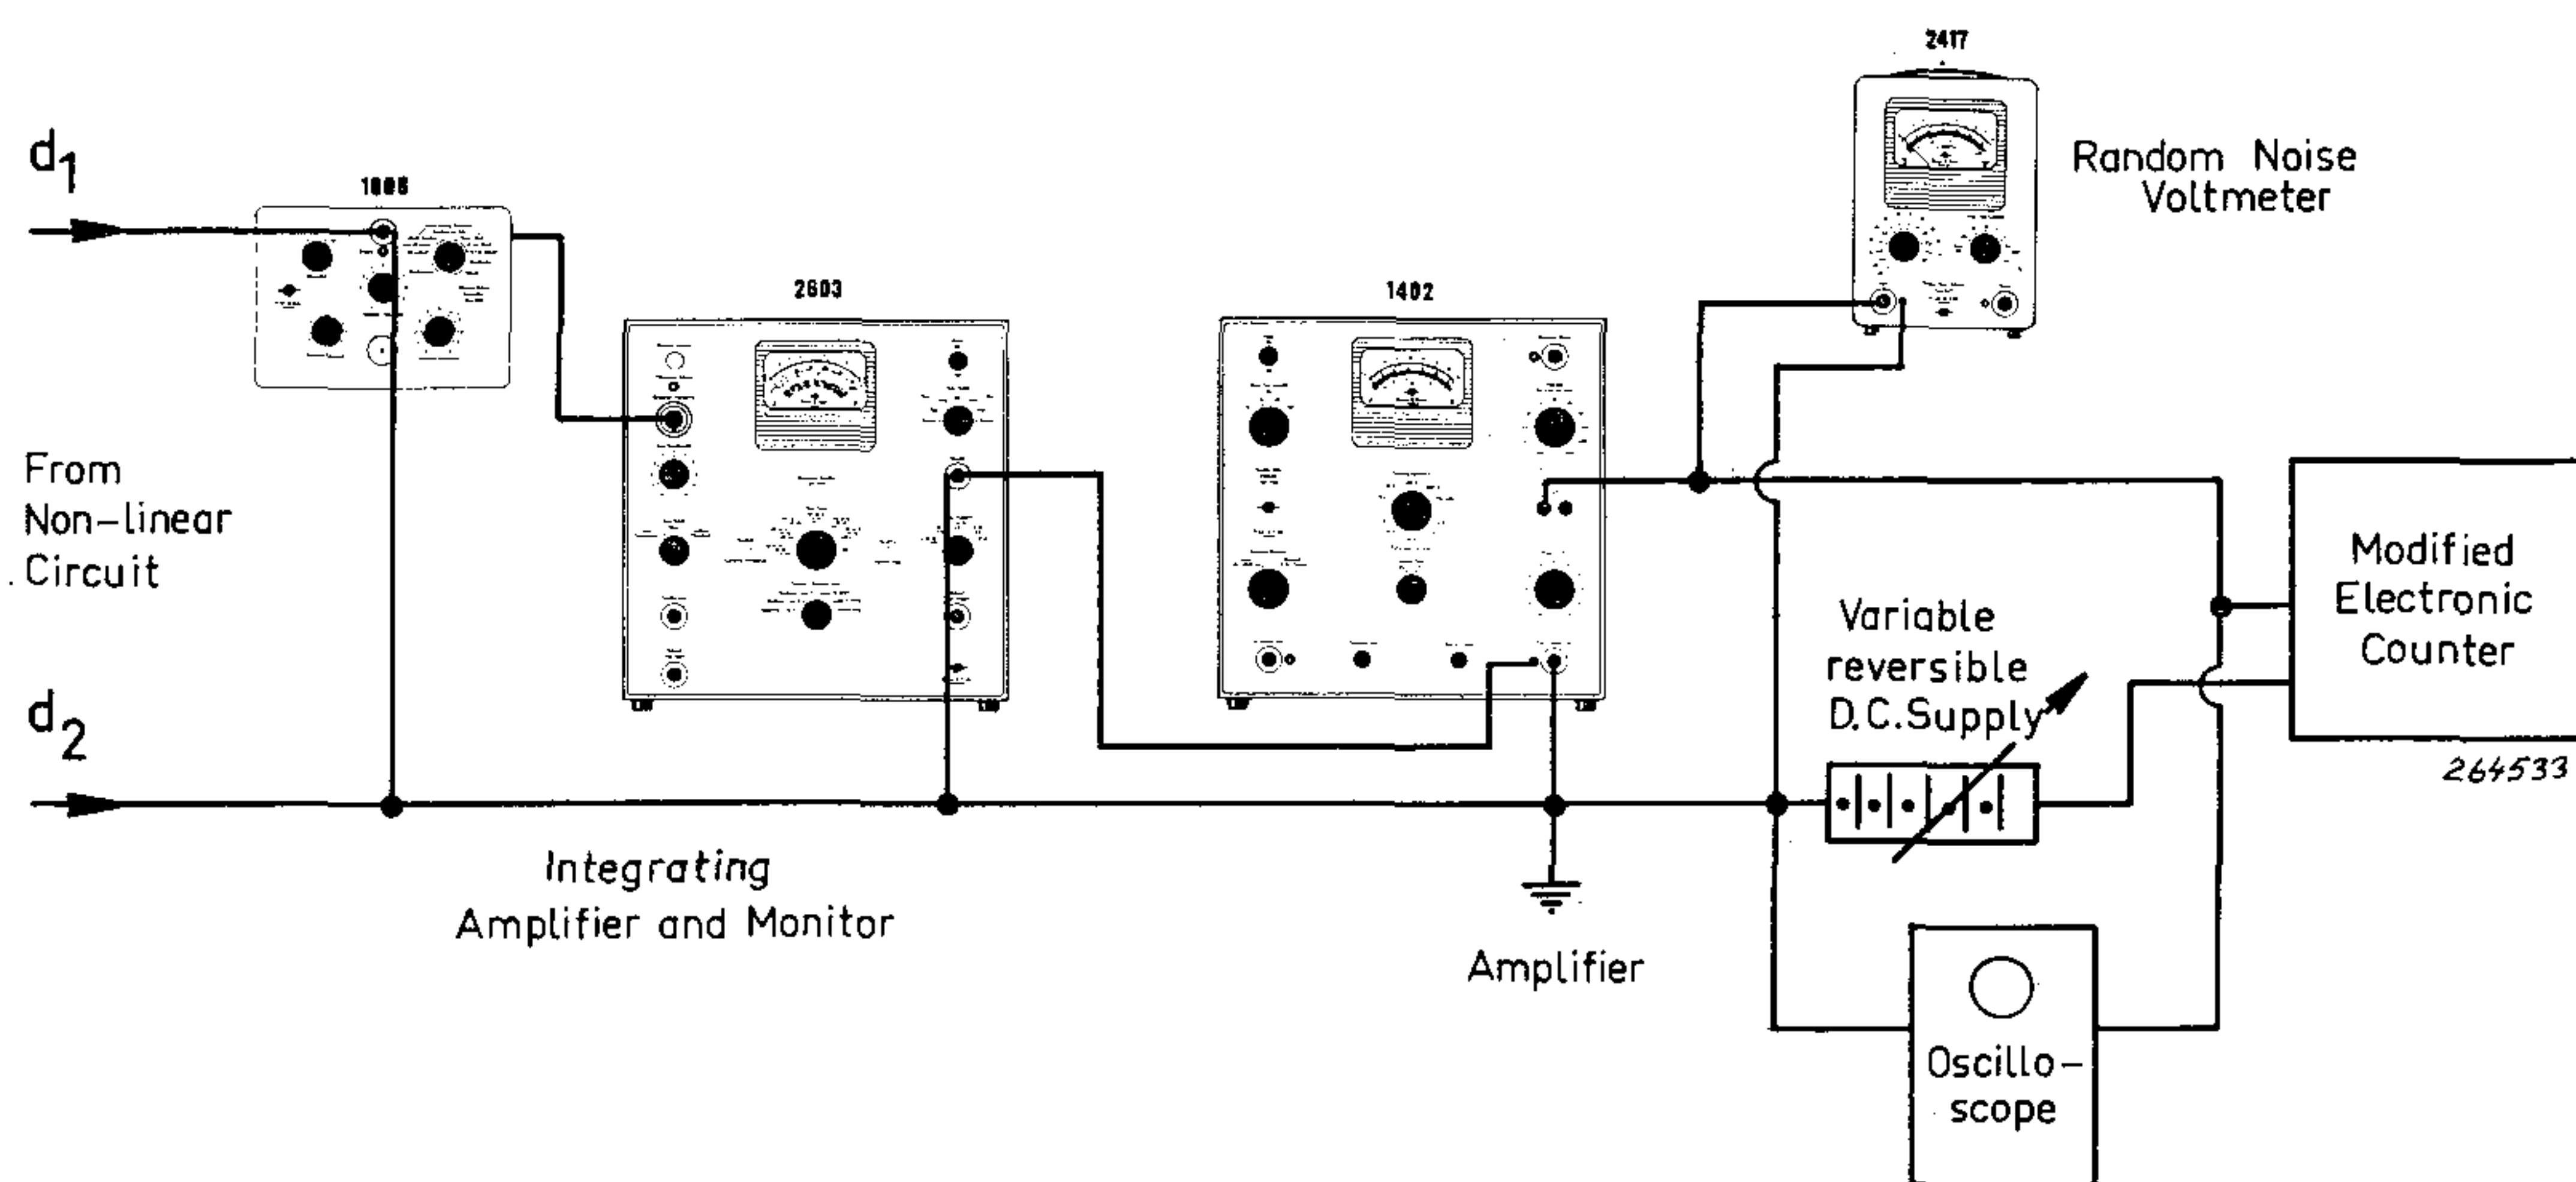 2417
d1
Random Noise
Voltmeter
2603
1402
From
Non-linear
Circuit
Modified
Electronic
Counter
Variable
reversible
D.C. Supply
d2
264533
Integrating
Amplifier and Monitor
Amplifier
Oscillo-
scope